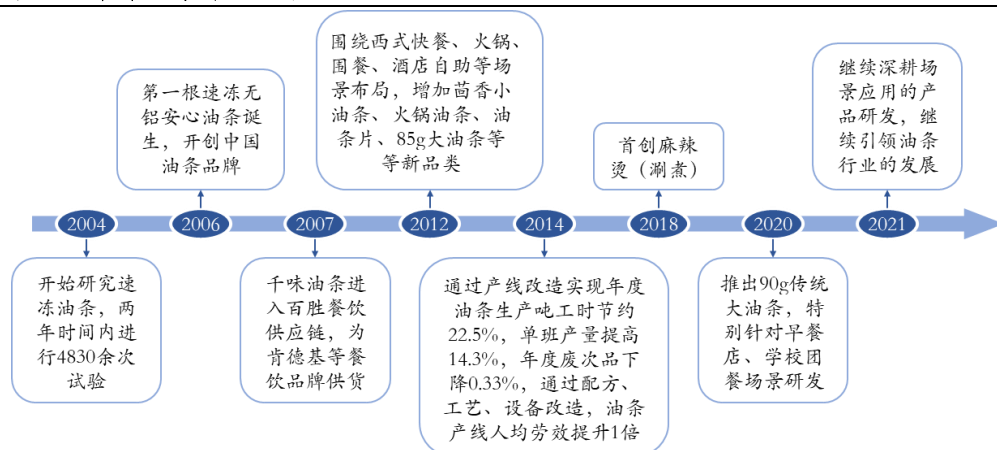 第一根速冻无
铝安心油条诞
生，开创中国
油条品牌
围绕西式快餐、火锅、
围餐、酒店自助等场
景布局，增加茴香小
油条、火锅油条、油
条片、85g大油条等
等新品类
首创麻辣
烫（涮煮）
继续深耕场
景应用的产
品研发，继
续引领油条
行业的发展
2004
2006
2007
2012
2014
2018
2020
2021
开始研究速
冻油条，两
年时间内进
行4830余次
试验
千味油条进
入百胜餐饮
供应链，为
肯德基等餐
饮品牌供货
通过产线改造实现年度
油条生产吨工时节约
22.5%，单班产量提高
14.3%，年度废次品下
降0.33%，通过配方、
工艺、设备改造，油条
产线人均劳效提升1倍
推出90g传统
大油条，特
别针对早餐
店、学校团
餐场景研发